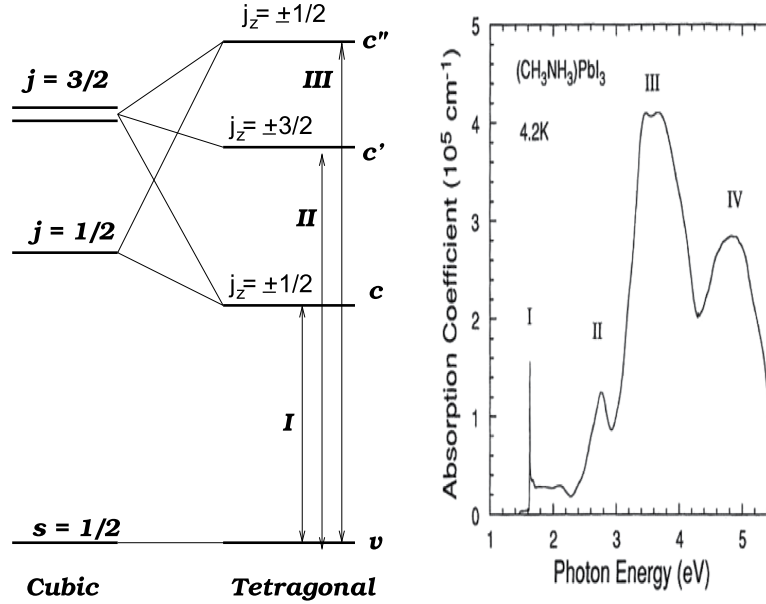 j_z = ±1/2
c"
III
j = 3/2
j_z = ±3/2
c'
II
j = 1/2
j_z = ±1/2
c
I
s = 1/2
v
Cubic
Tetragonal
Absorption Coefficient (10⁵ cm⁻¹)
5
4
3
2
1
0
(CH₃NH₃)PbI₃
4.2K
I
II
III
IV
1 2 3 4 5
Photon Energy (eV)